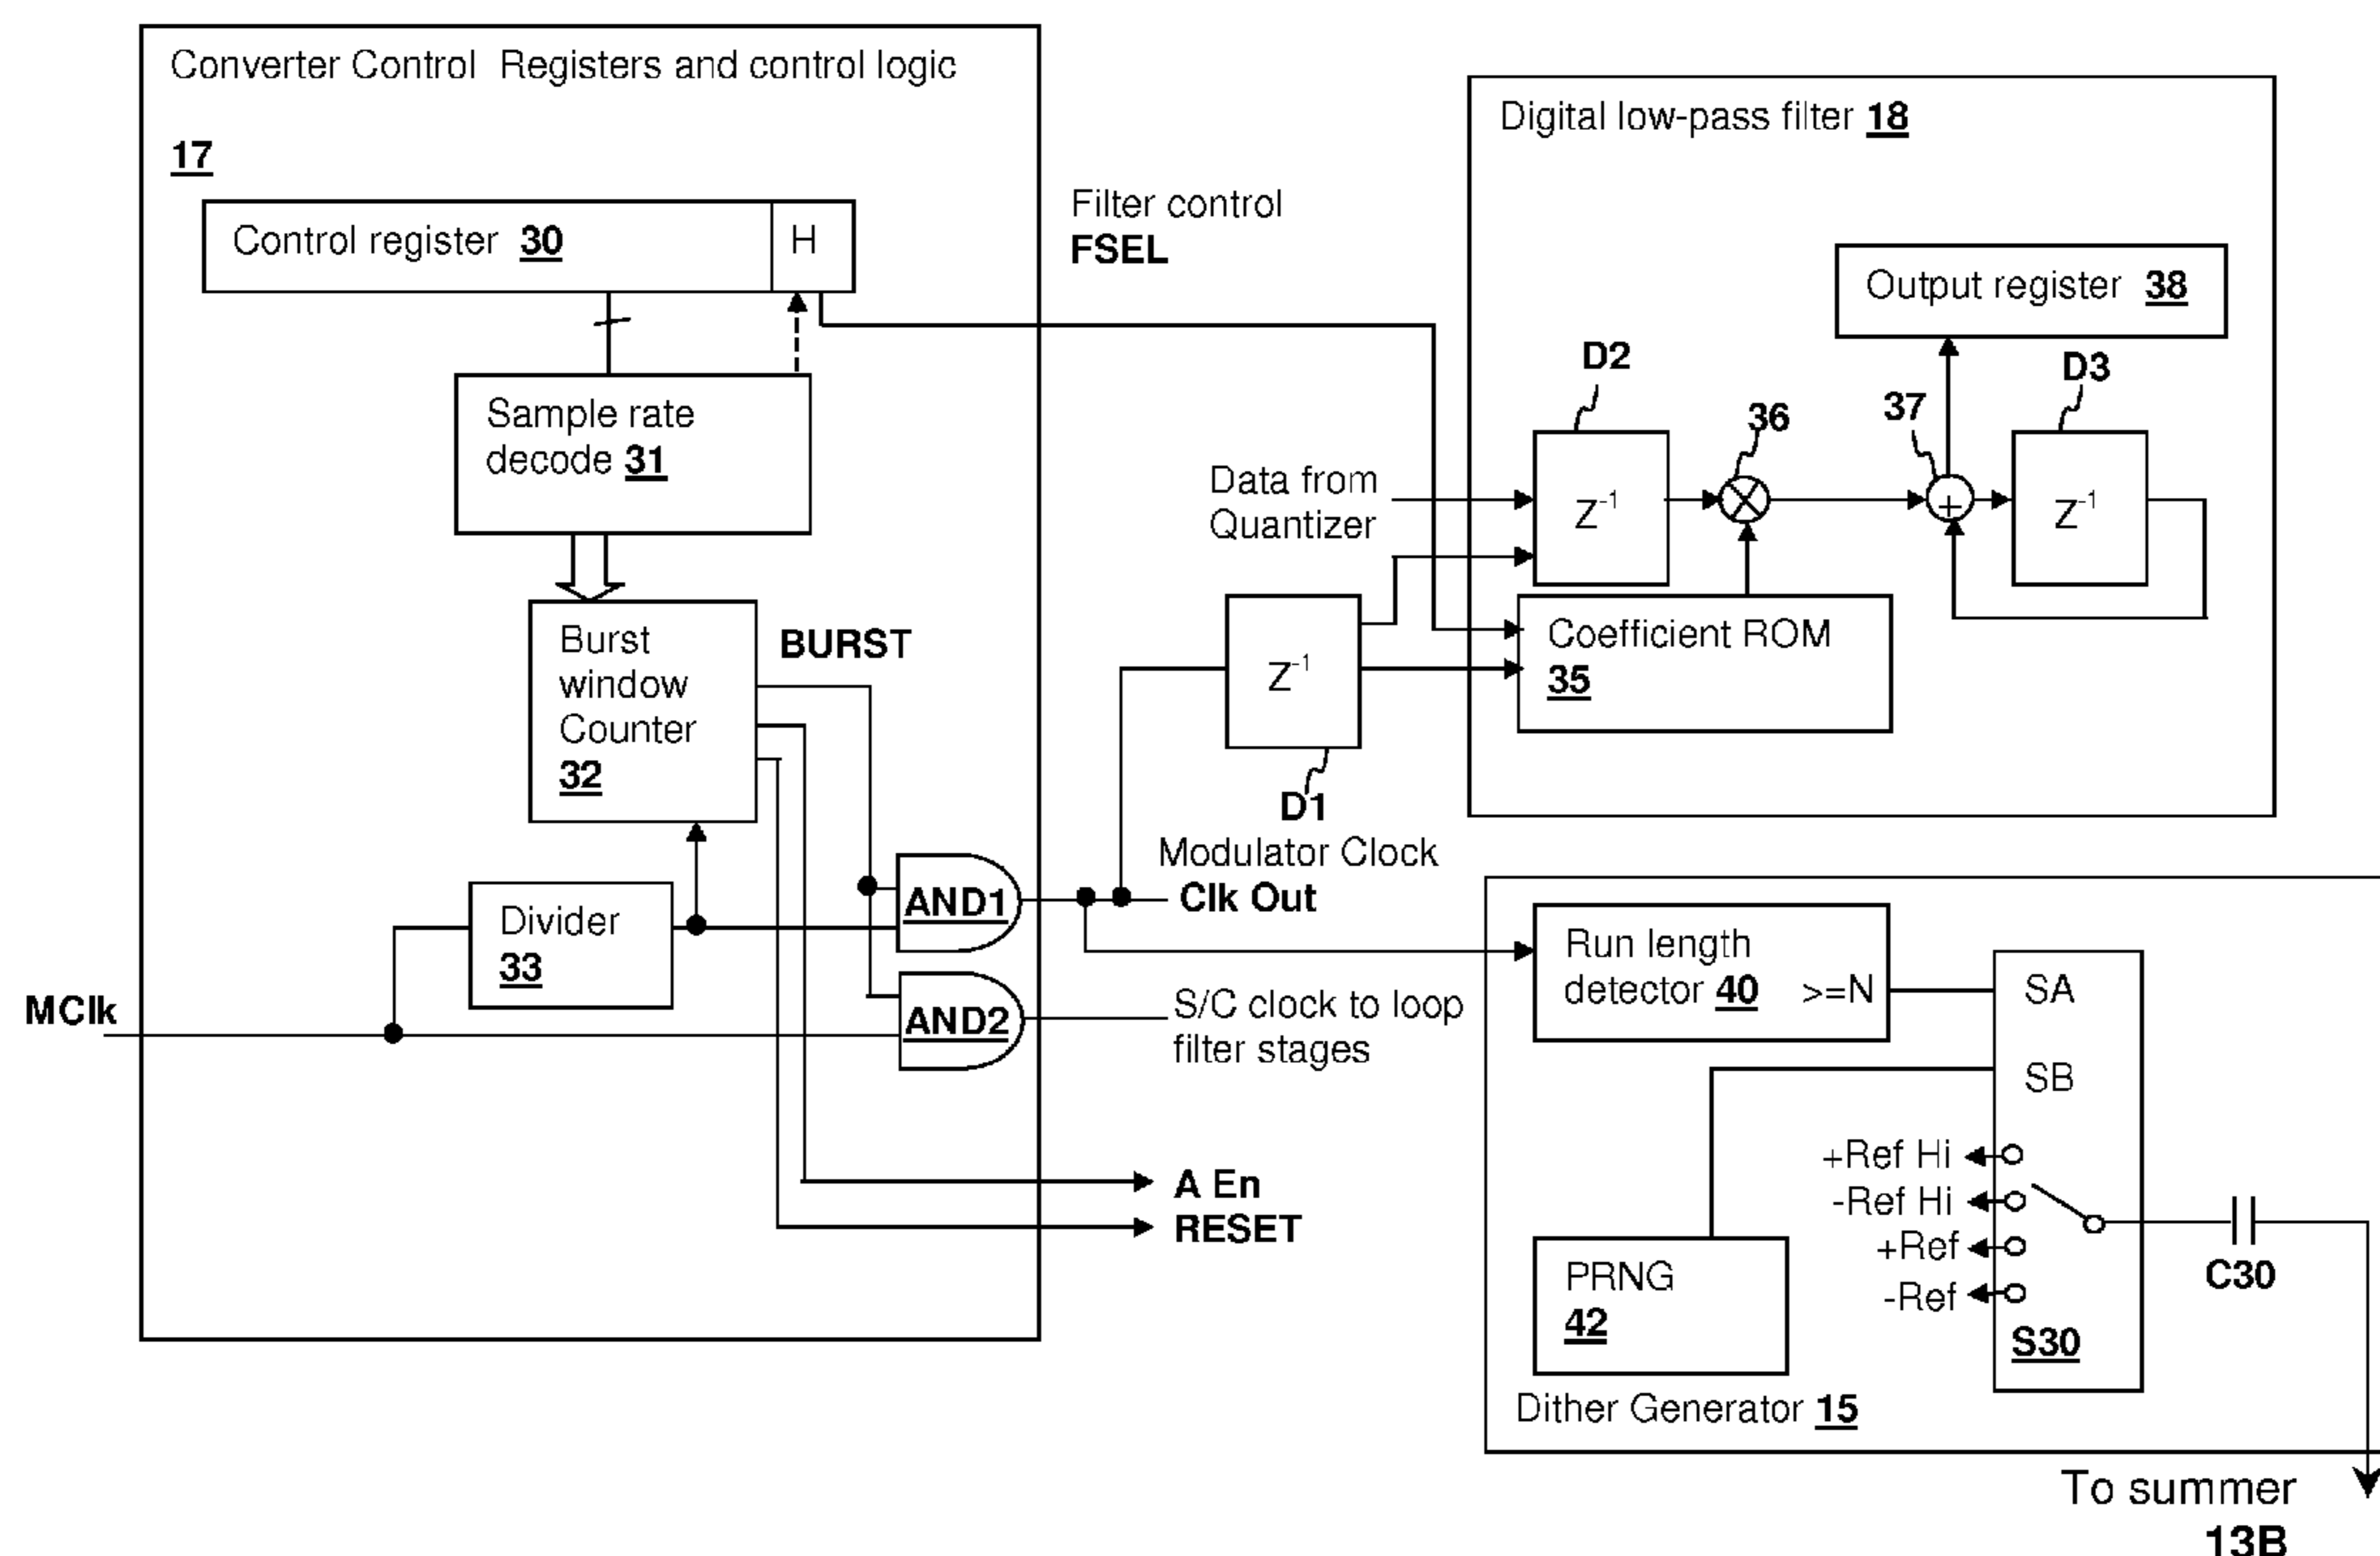 Converter Control Registers and control logic
17
Control register 30 H
Sample rate
decode 31
Burst
window
Counter
32
BURST
Divider
33
MClk
AND1
AND2
Filter control
FSEL
Data from
Quantizer
Z-1
D1
Modulator Clock
Clk Out
S/C clock to loop
filter stages
A En
RESET
Digital low-pass filter 18
Output register 38
D2
36
37
D3
Z-1
+
Z-1
Coefficient ROM
35
Run length
detector 40 >=N
SA
SB
+Ref Hi
-Ref Hi
+Ref
-Ref
S30
C30
PRNG
42
Dither Generator 15
To summer
13B